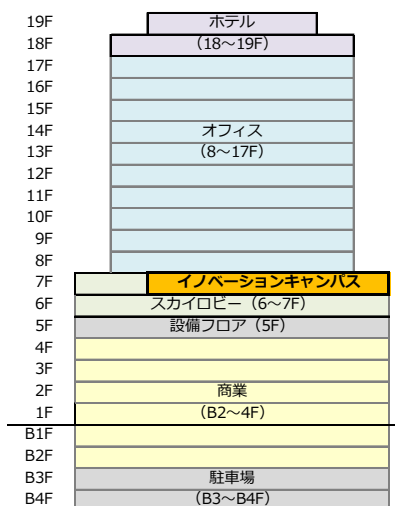 19F ホテル
18F （18～19F）
17F
16F
15F
14F オフィス
13F （8～17F）
12F
11F
10F
9F
8F
7F イノベーションキャンパス
6F スカイロビー（6～7F）
5F 設備フロア（5F）
4F
3F
2F 商業
1F （B2～4F）
B1F
B2F
B3F 駐車場
B4F （B3～B4F）